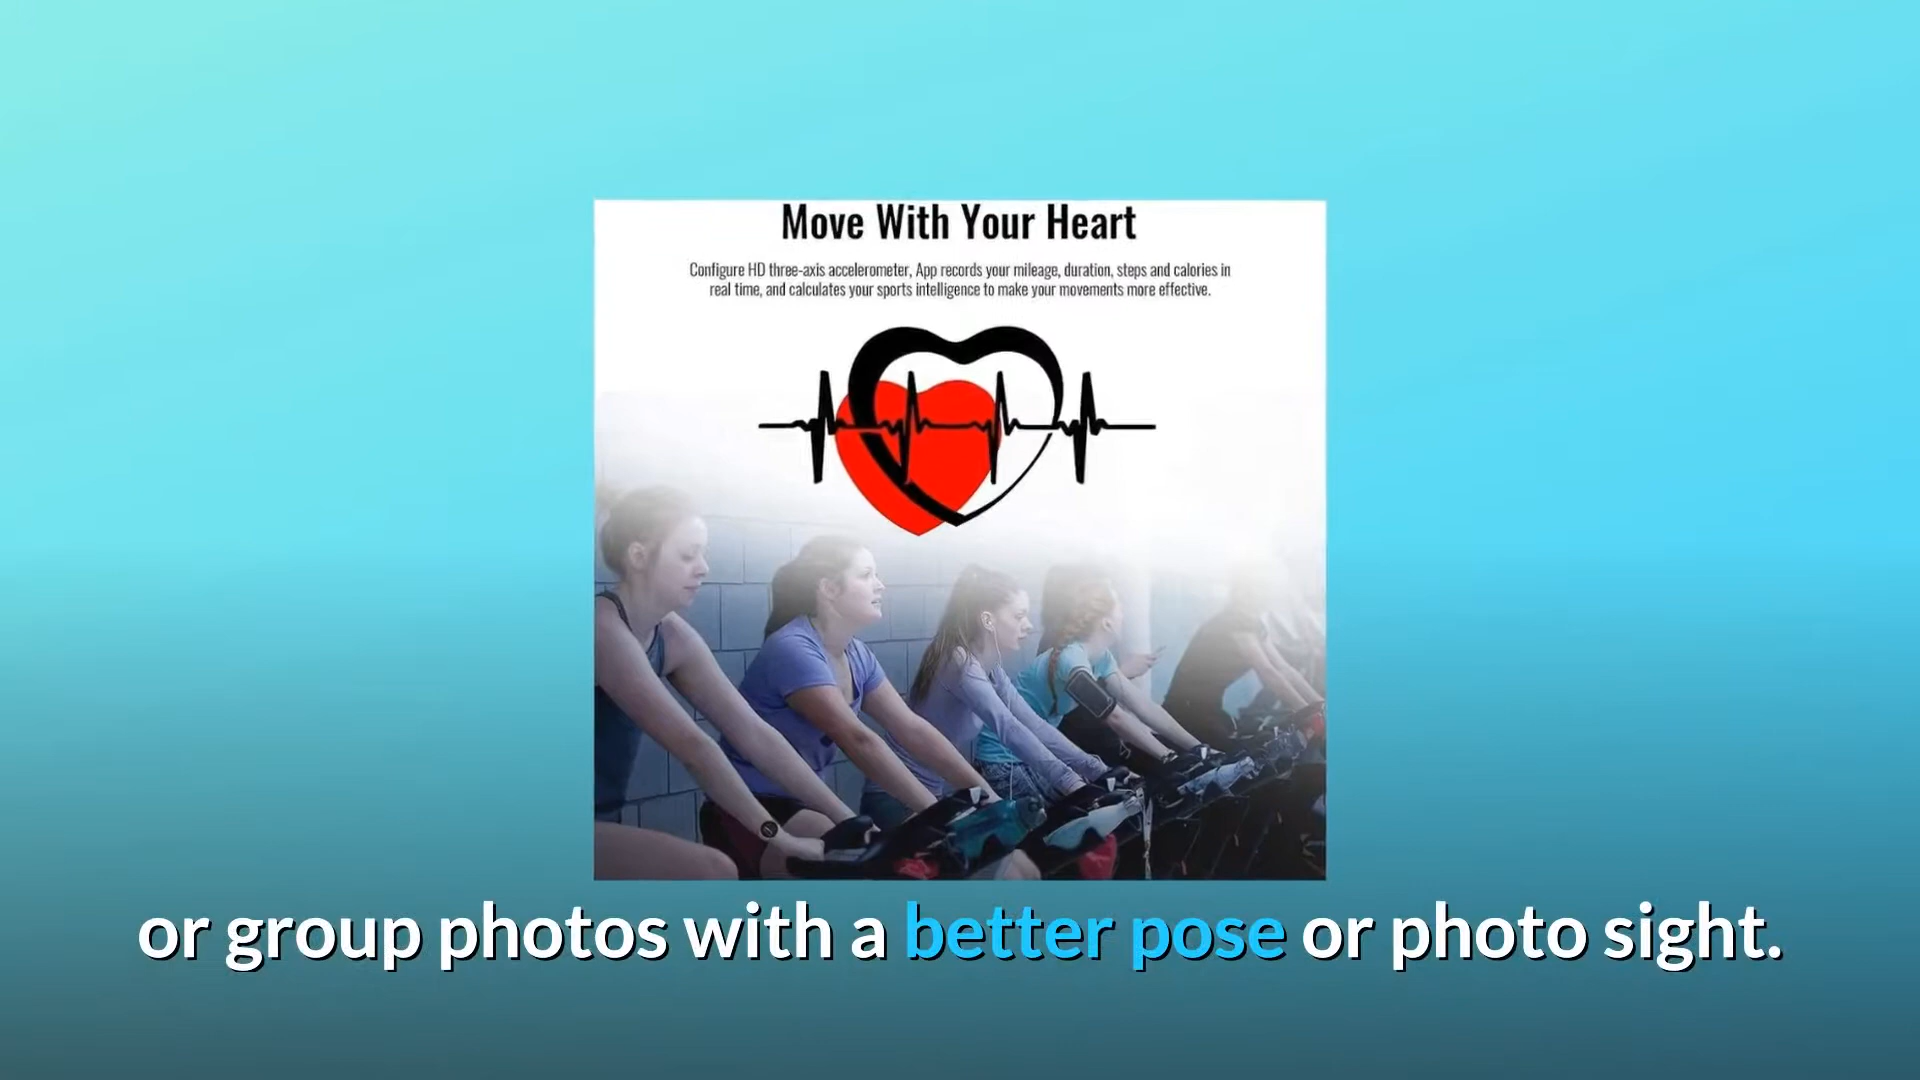 Move With Your Heart
Configure HD three-axis accelerometer, App records your mileage, duration, steps and calories in
real time, and calculates your sports intelligence to make your movements more effective.
or group photos with a better pose or photo sight.